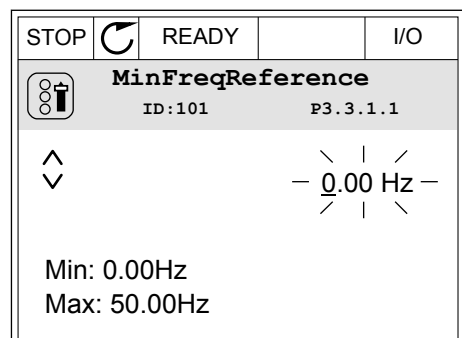 STOP READY I/O
MinFreqReference
ID:101 P3.3.1.1
0.00 Hz
Min: 0.00Hz
Max: 50.00Hz